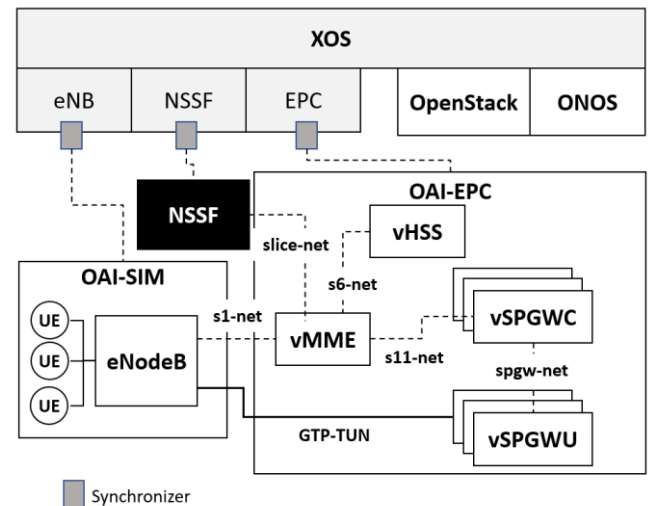 XOS
eNB
NSSF
EPC
OpenStack
ONOS
OAI-EPC
NSSF
vHSS
slice-net
OAI-SIM
s6-net
UE
UE
UE
eNodeB
s1-net
vMME
vSPGWC
s11-net
spgw-net
vSPGWU
GTP-TUN
Synchronizer